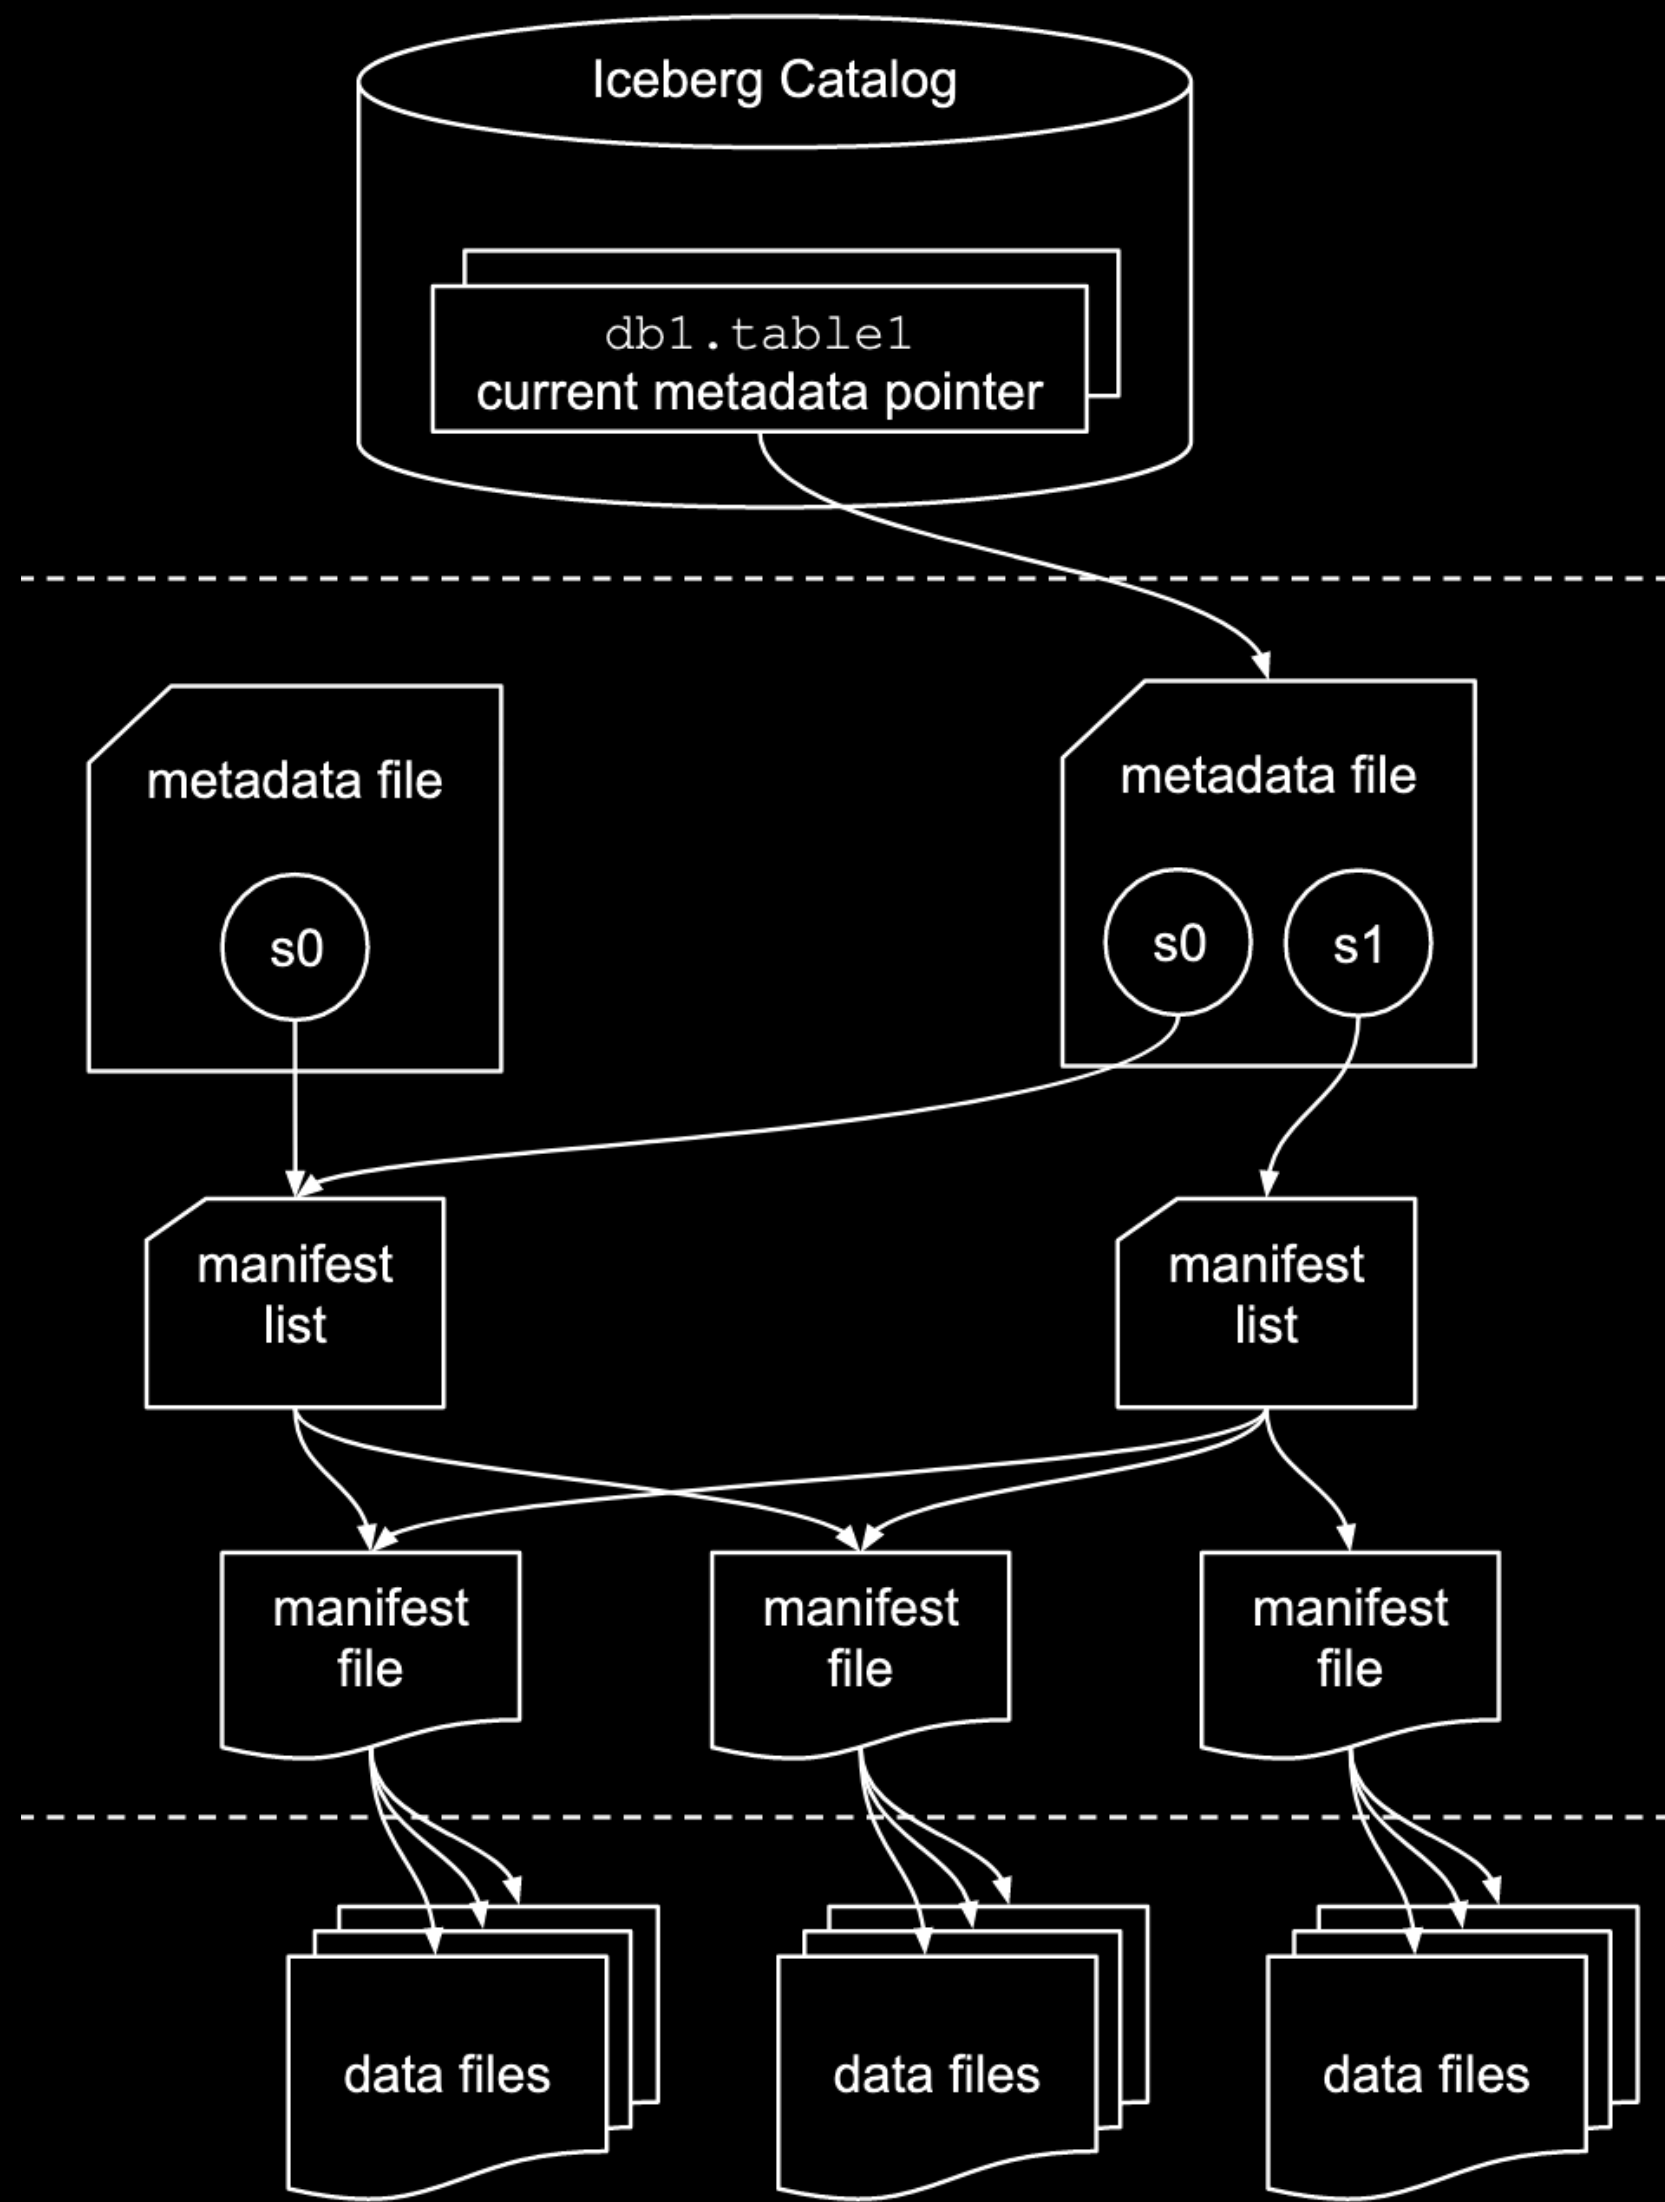 Iceberg Catalog
db1.table1
current metadata pointer
metadata file
metadata file
s0
s0
s1
manifest
list
manifest
list
manifest
file
manifest
file
manifest
file
data files
data files
data files